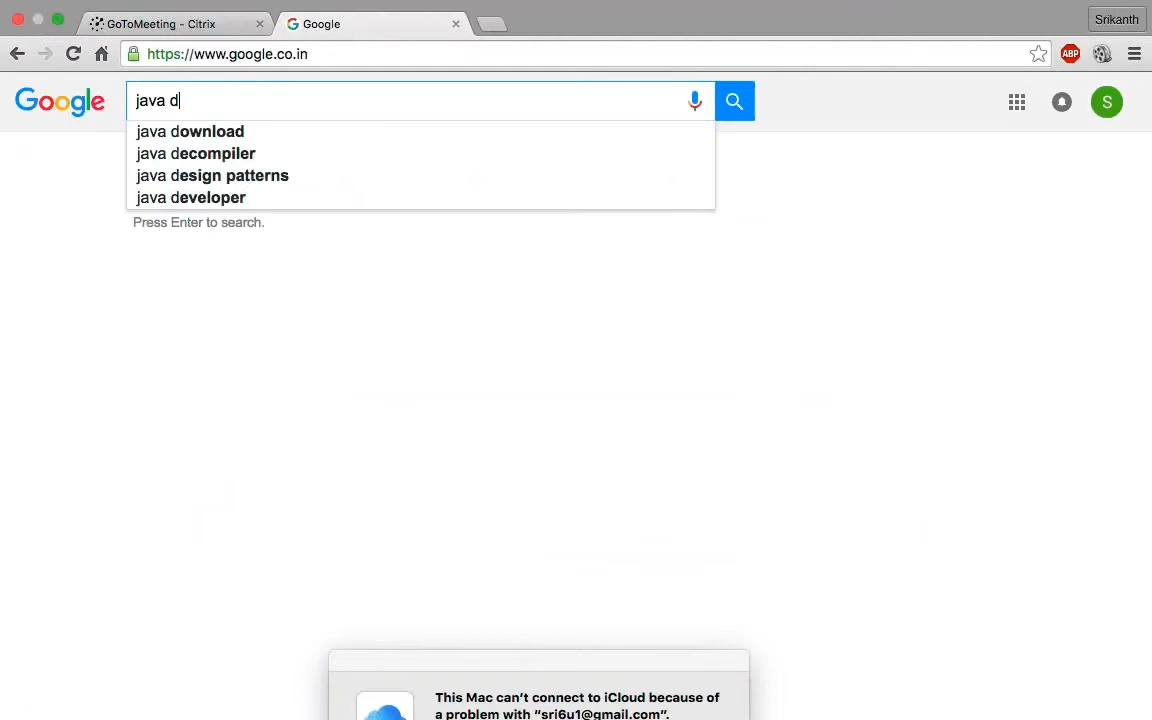 GoToMeeting - Citrix
Google
Srikanth
https://www.google.co.in
ABP
Google
java d
S
java download
java decompiler
java design patterns
java developer
Press Enter to search.
This Mac can't connect to iCloud because of
a problem with "sri6u1@gmail.com".